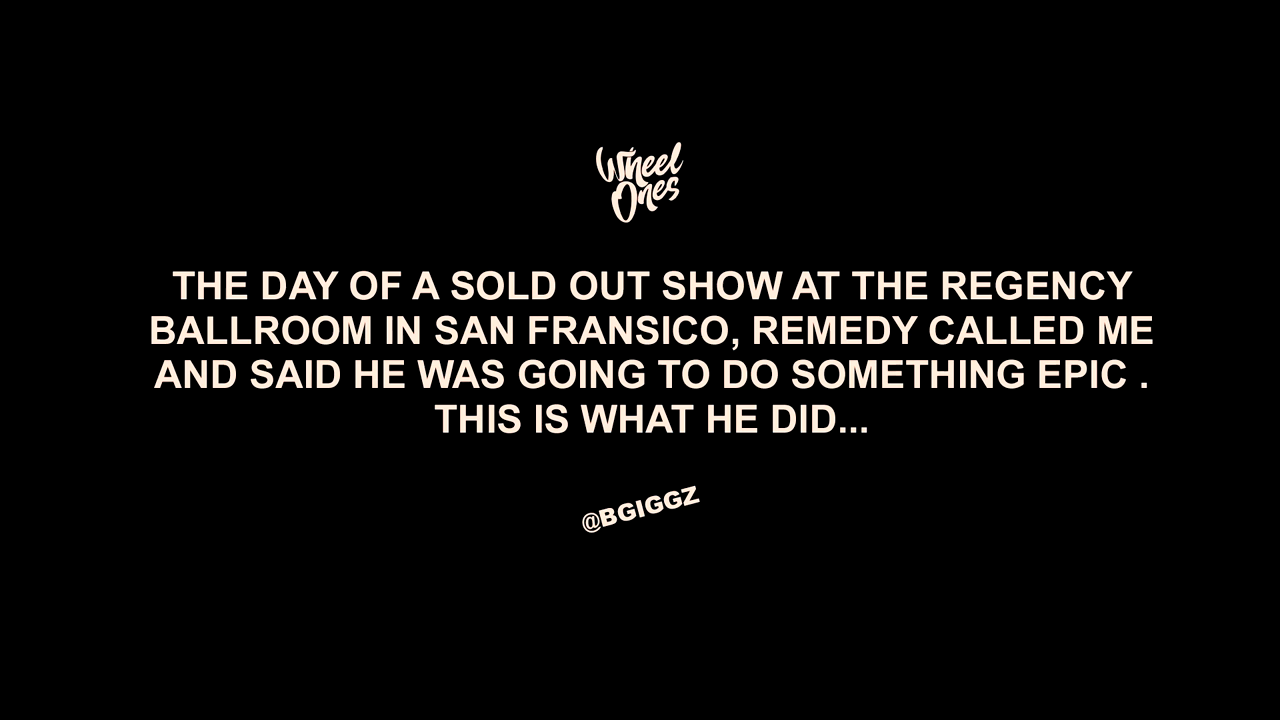 Wheel
Ones
THE DAY OF A SOLD OUT SHOW AT THE REGENCY
BALLROOM IN SAN FRANSICO, REMEDY CALLED ME
AND SAID HE WAS GOING TO DO SOMETHING EPIC .
THIS IS WHAT HE DID...
@BGIGGZ